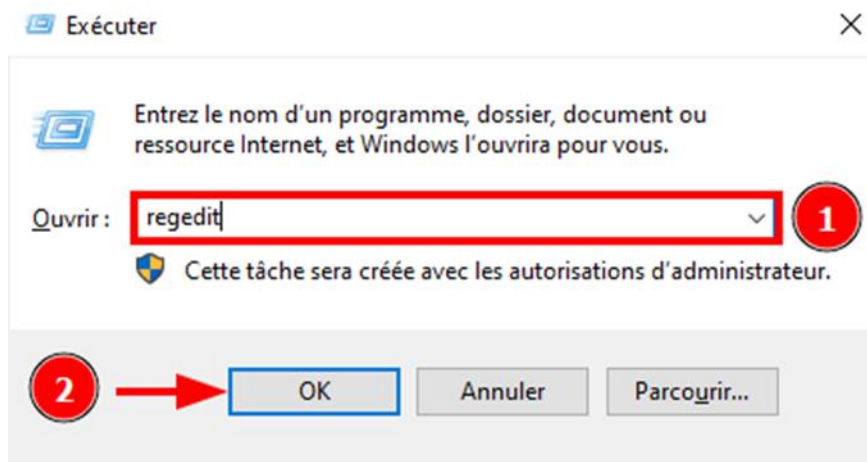 Exécuter
Entrez le nom d'un programme, dossier, document ou
ressource Internet, et Windows l'ouvrira pour vous.
Ouvrir : regedit
1
Cette tâche sera créée avec les autorisations d'administrateur.
2
OK Annuler Parcourir...